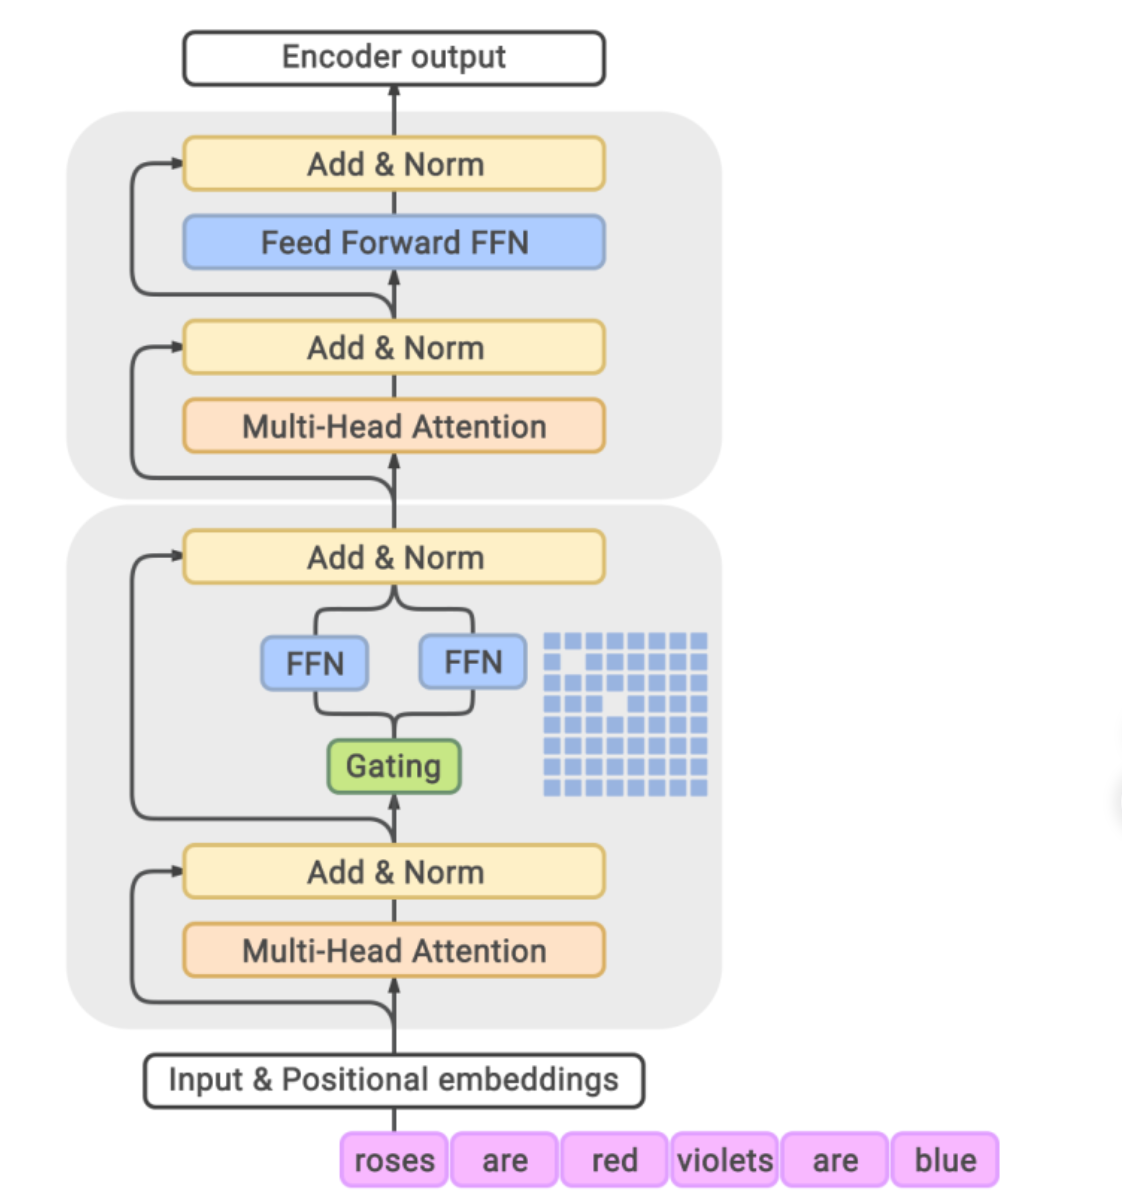 Encoder output
Add & Norm
Feed Forward FFN
Add & Norm
Multi-Head Attention
Add & Norm
FFN FFN
Gating
Add & Norm
Multi-Head Attention
Input & Positional embeddings
roses are red violets are blue